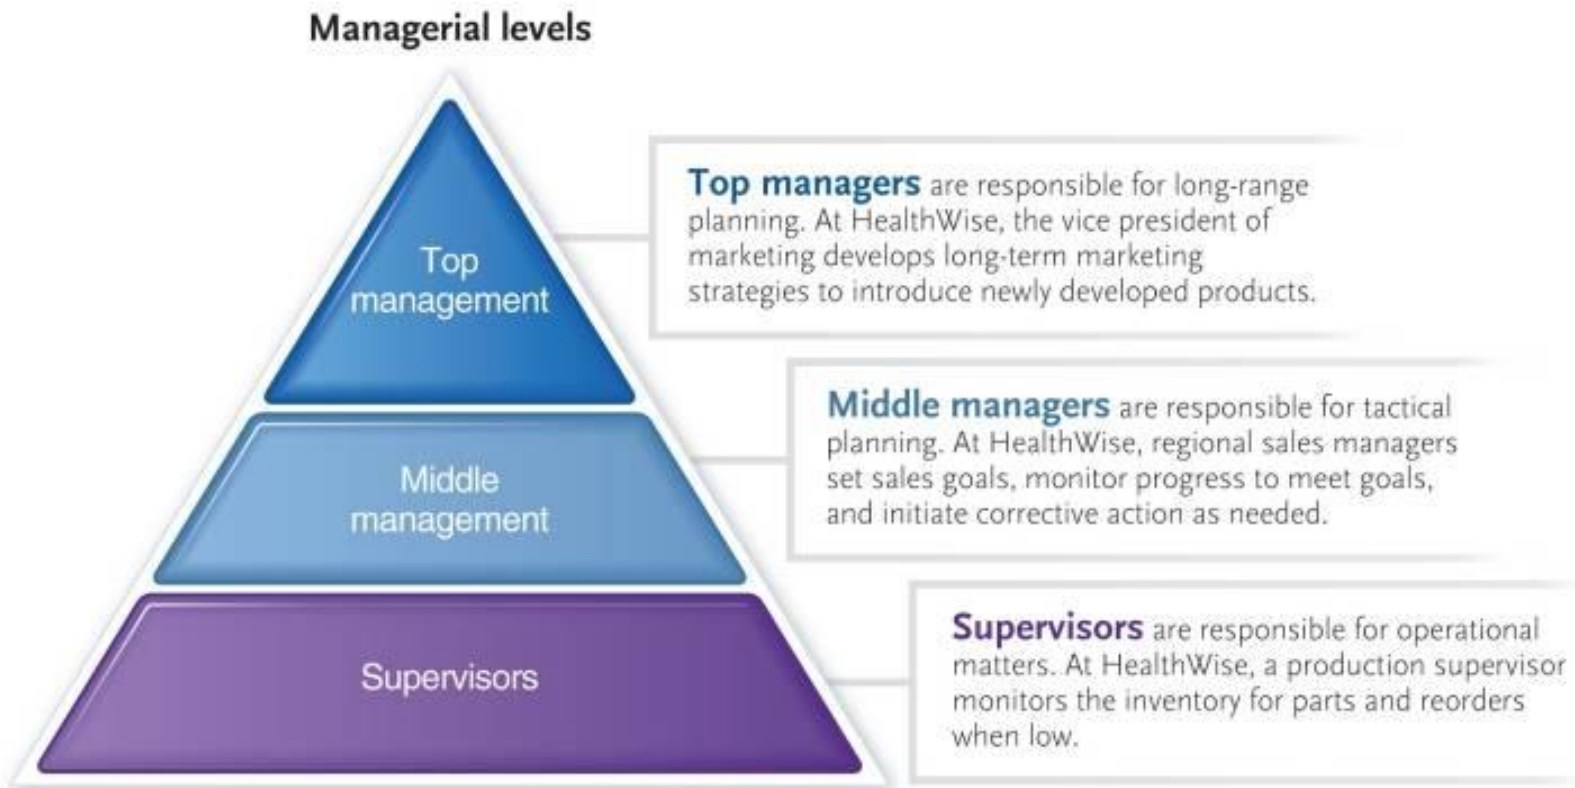 Managerial levels
Top
management
Top managers are responsible for long-range
planning. At HealthWise, the vice president of
marketing develops long-term marketing
strategies to introduce newly developed products.
Middle
management
Middle managers are responsible for tactical
planning. At HealthWise, regional sales managers
set sales goals, monitor progress to meet goals,
and initiate corrective action as needed.
Supervisors
Supervisors are responsible for operational
matters. At HealthWise, a production supervisor
monitors the inventory for parts and reorders
when low.